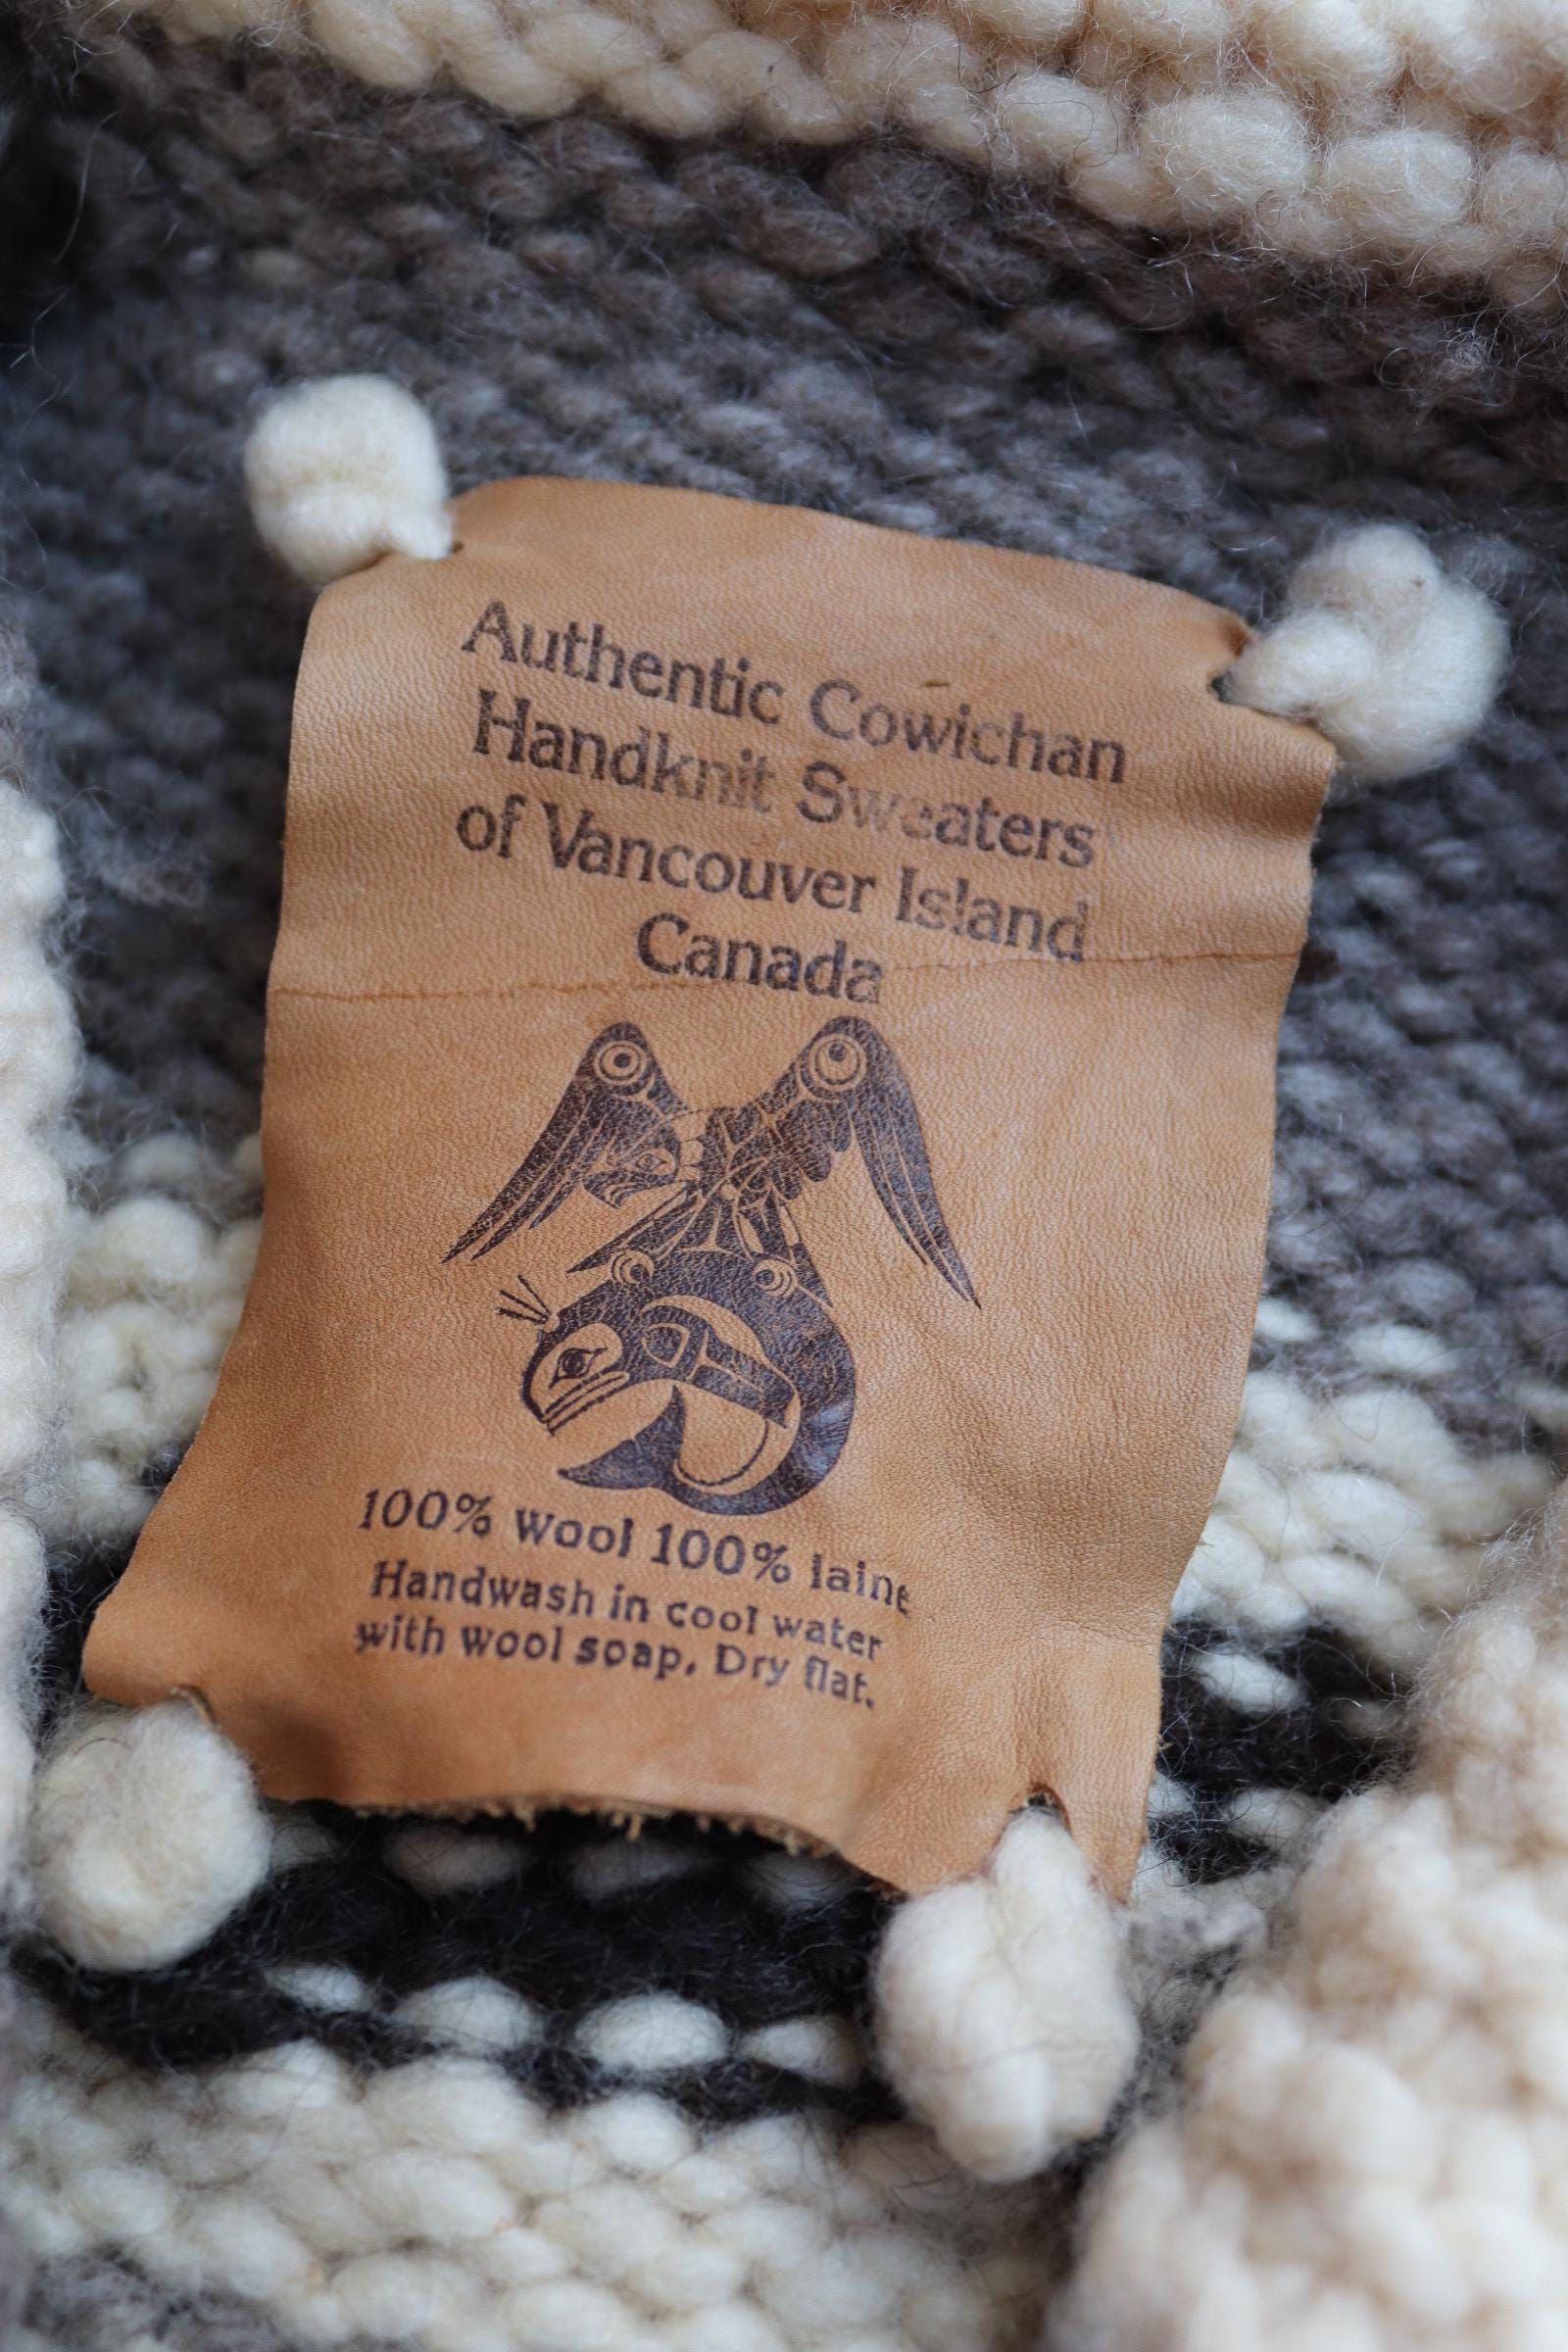 Authentic Cowichan
Handknit Sweaters
of Vancouver Island
Canada
100% wool 100% laine
Handwash in cool water
with wool soap. Dry flat.